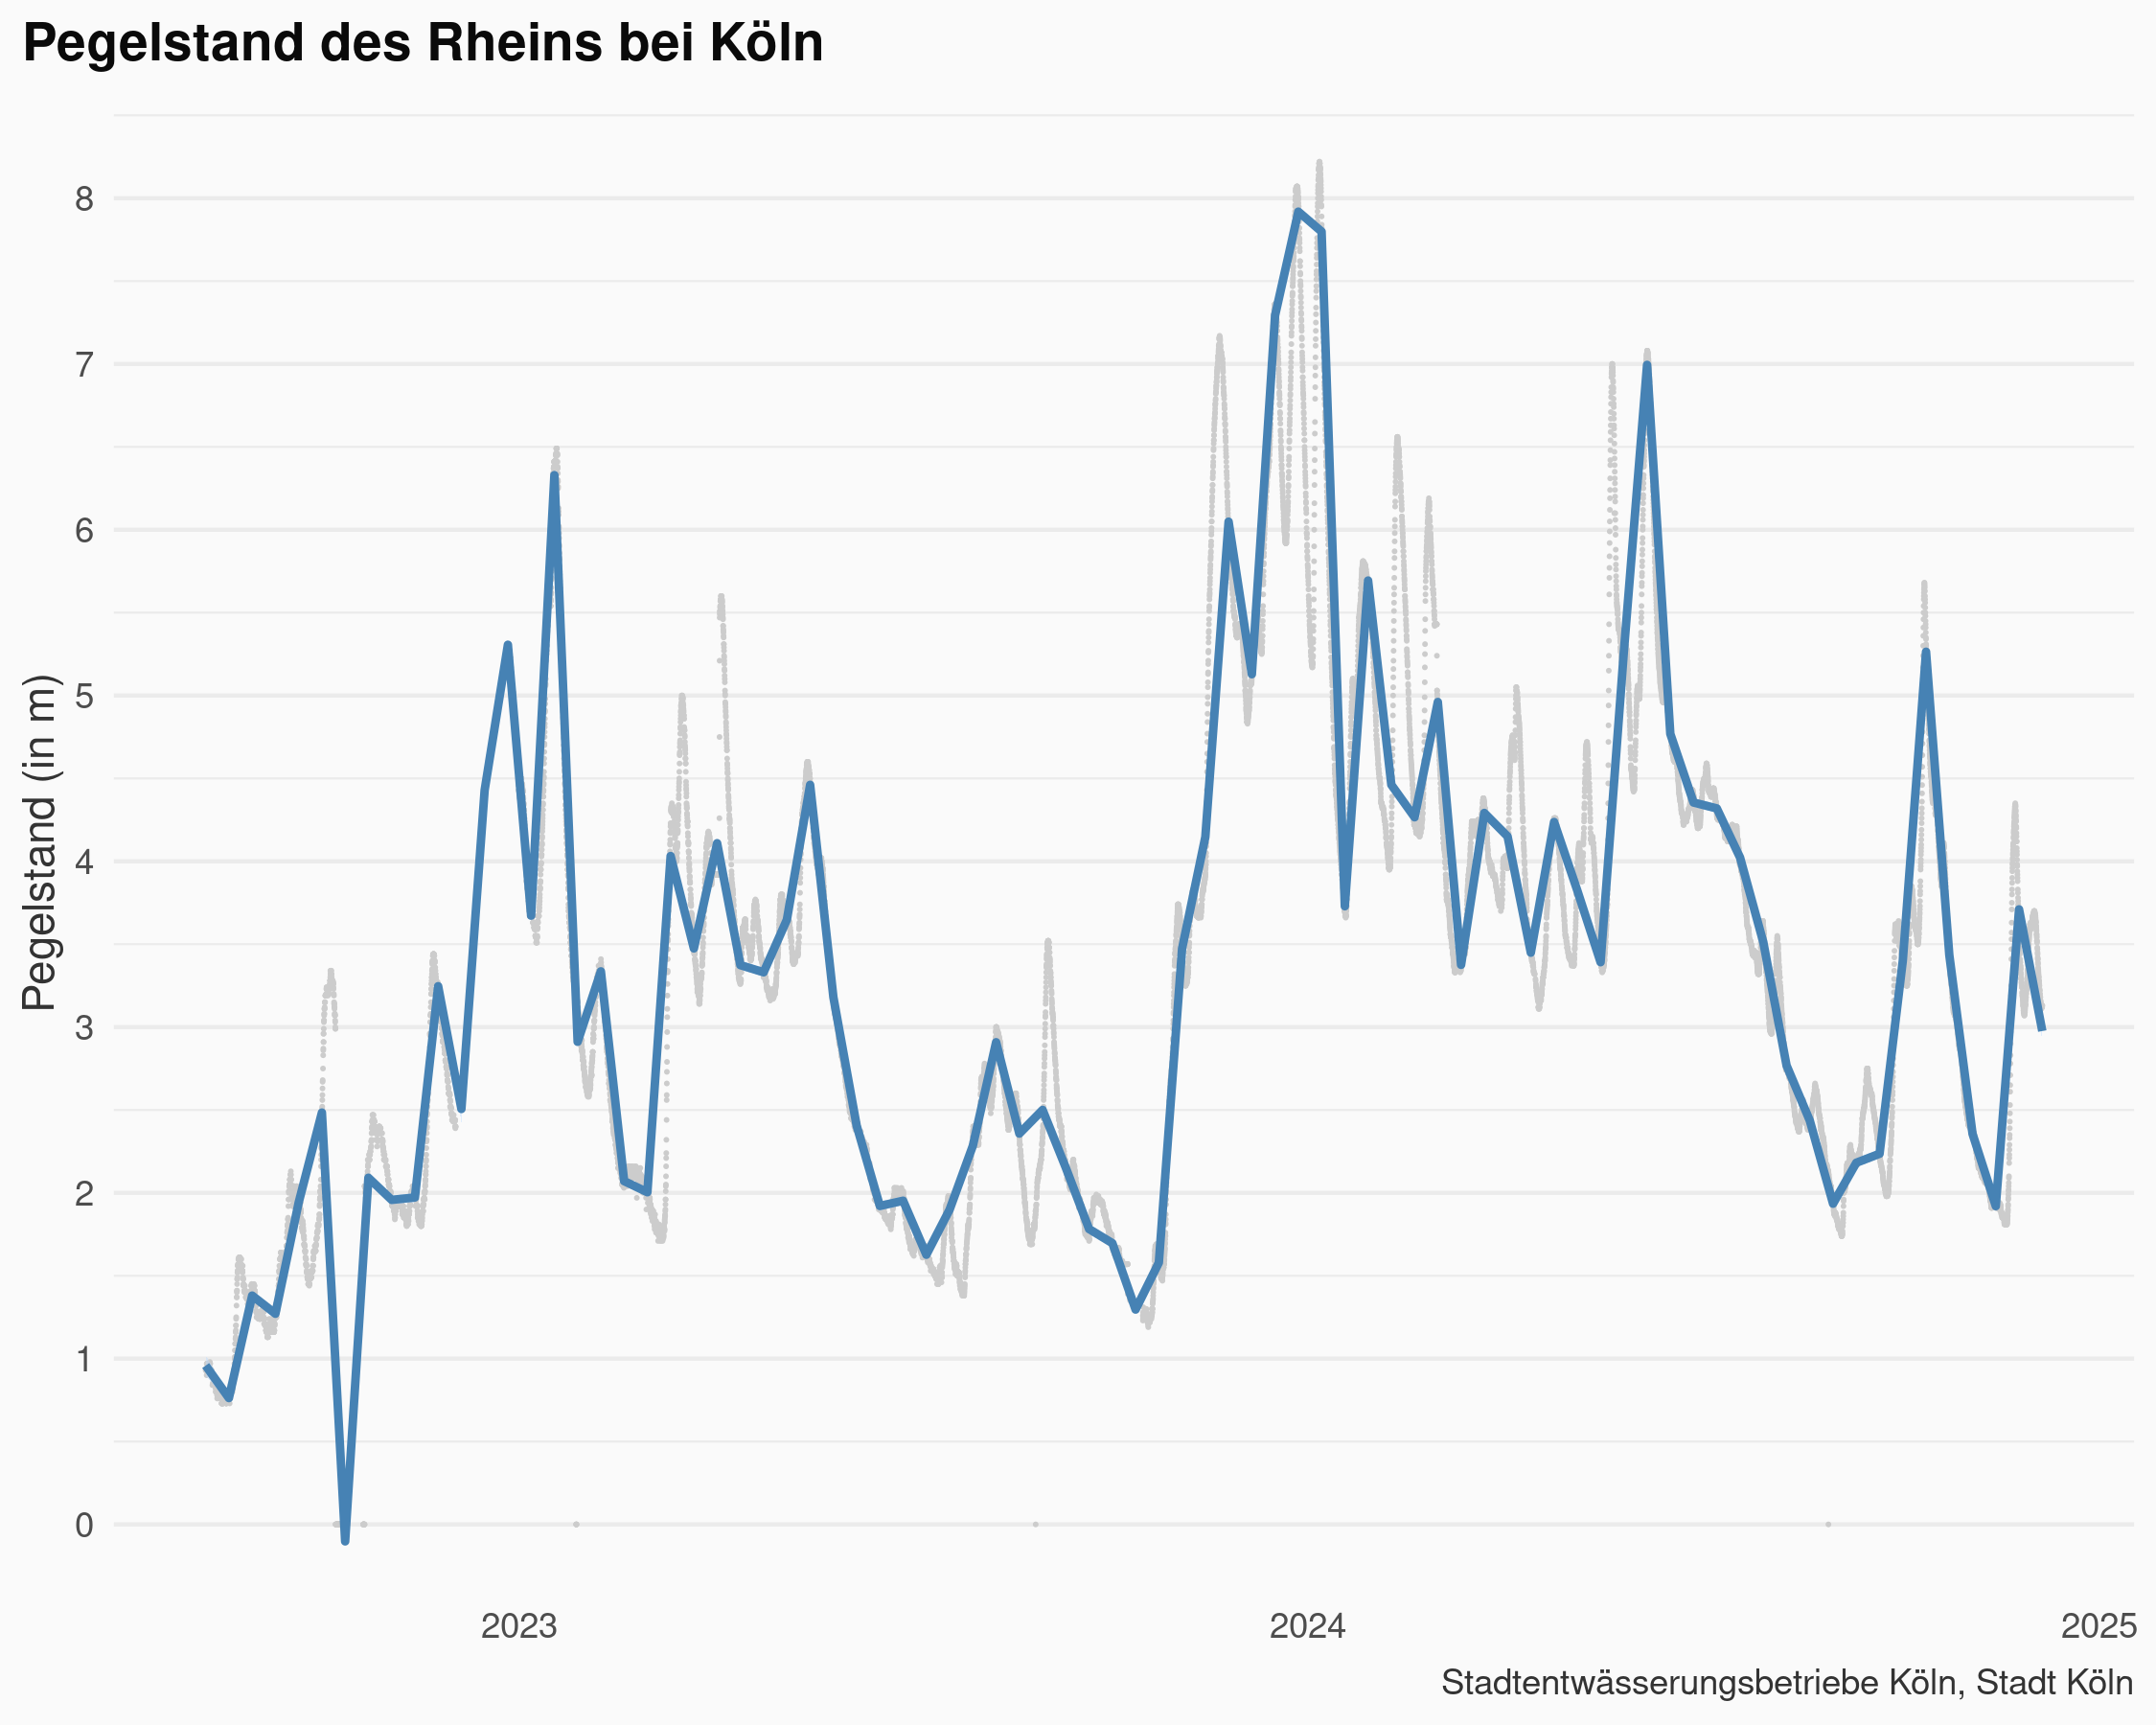 Pegelstand des Rheins bei Köln
Pegelstand (in m)
8
7
6
5
4
3
2
1
0
2023 2024 2025
Stadtentwässerungsbetriebe Köln, Stadt Köln